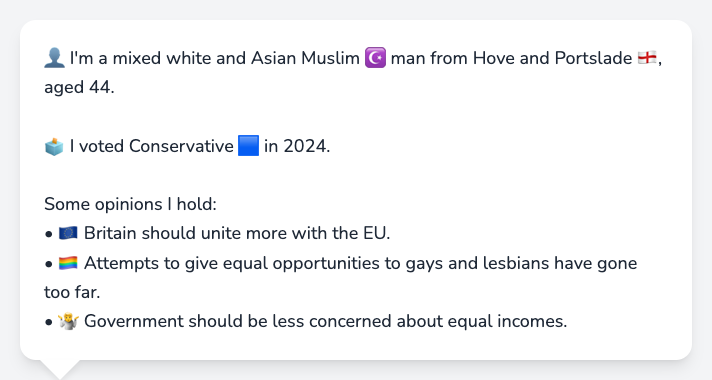 👤 I'm a mixed white and Asian Muslim ☪️ man from Hove and Portslade 🏴󠁧󠁢󠁥󠁮󠁧󠁿,
aged 44.
🗳️ I voted Conservative 🟦 in 2024.
Some opinions I hold:
• 🇪🇺 Britain should unite more with the EU.
• 🏳️‍🌈 Attempts to give equal opportunities to gays and lesbians have gone
too far.
• 🤷 Government should be less concerned about equal incomes.